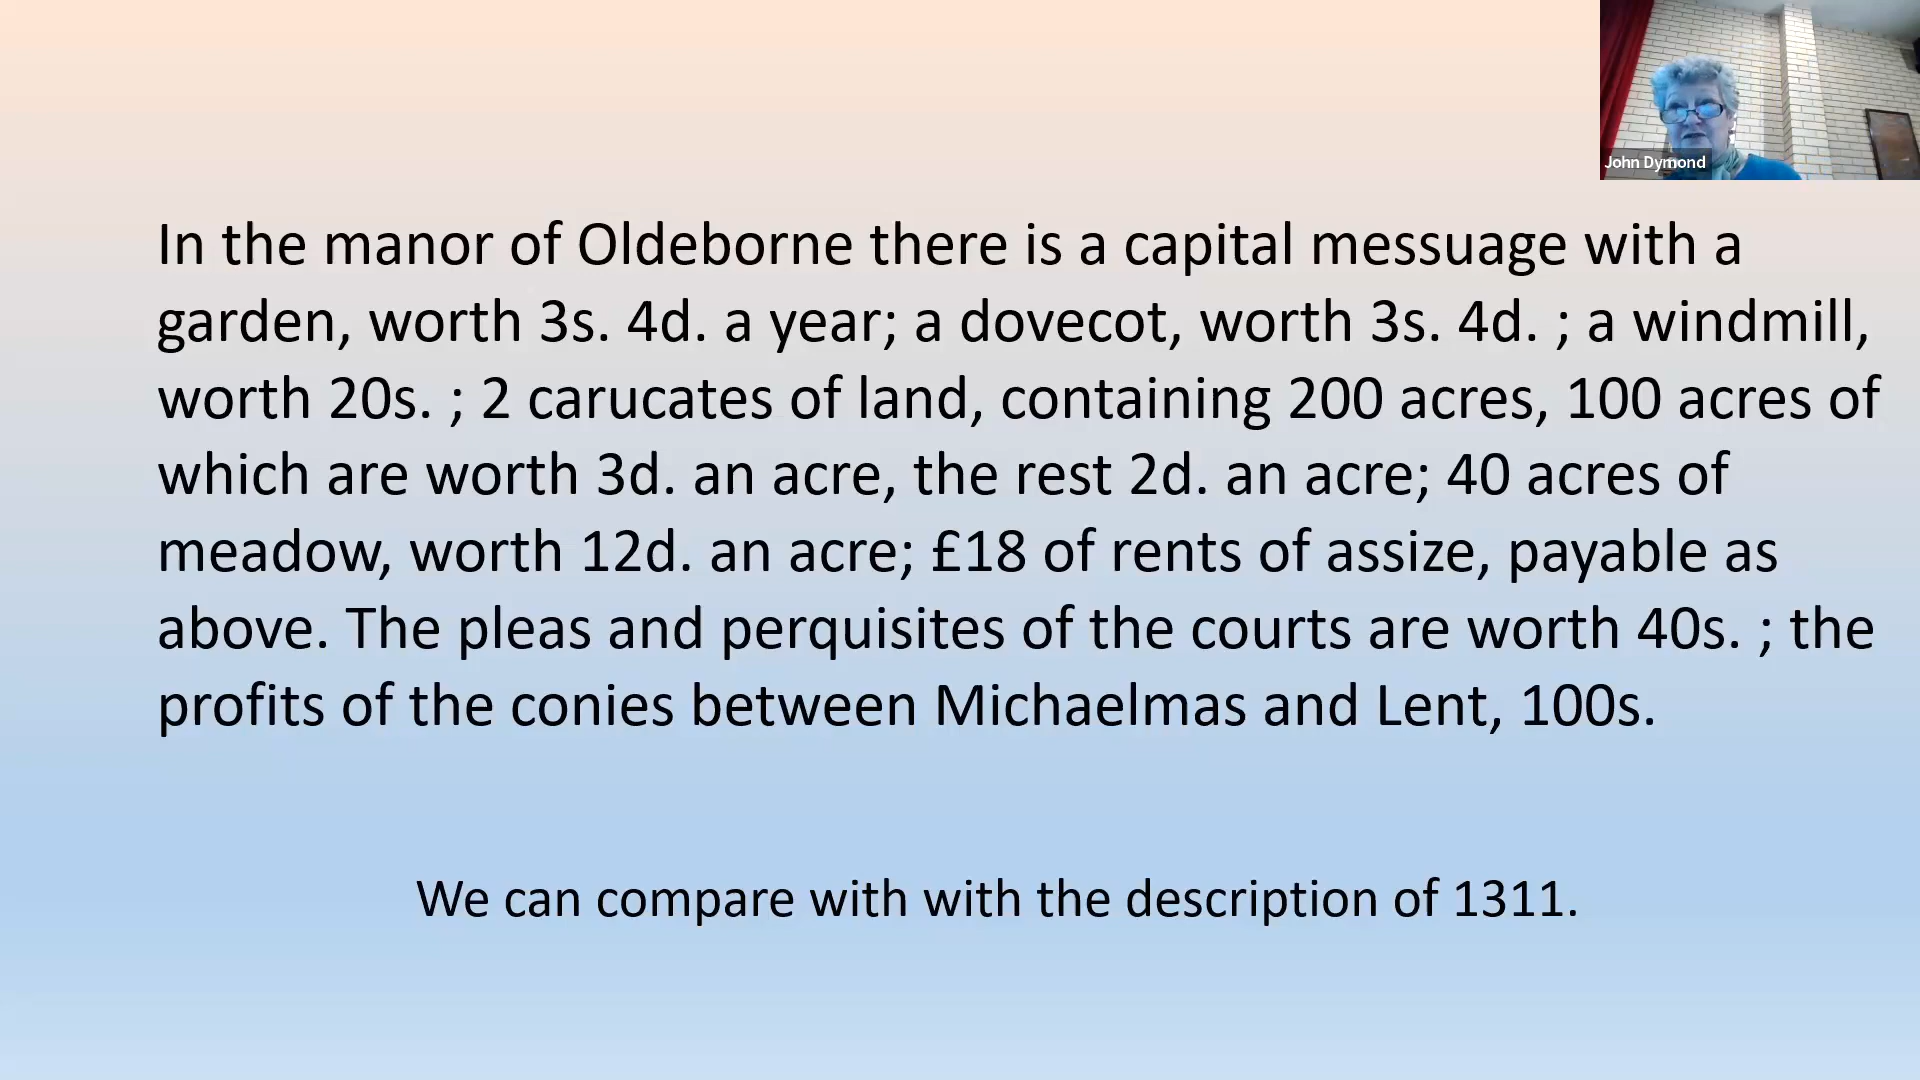 John Dymond
In the manor of Oldeborne there is a capital messuage with a
garden, worth 3s. 4d. a year; a dovecot, worth 3s. 4d. ; a windmill,
worth 20s. ; 2 carucates of land, containing 200 acres, 100 acres of
which are worth 3d. an acre, the rest 2d. an acre; 40 acres of
meadow, worth 12d. an acre; £18 of rents of assize, payable as
above. The pleas and perquisites of the courts are worth 40s. ; the
profits of the conies between Michaelmas and Lent, 100s.
We can compare with with the description of 1311.